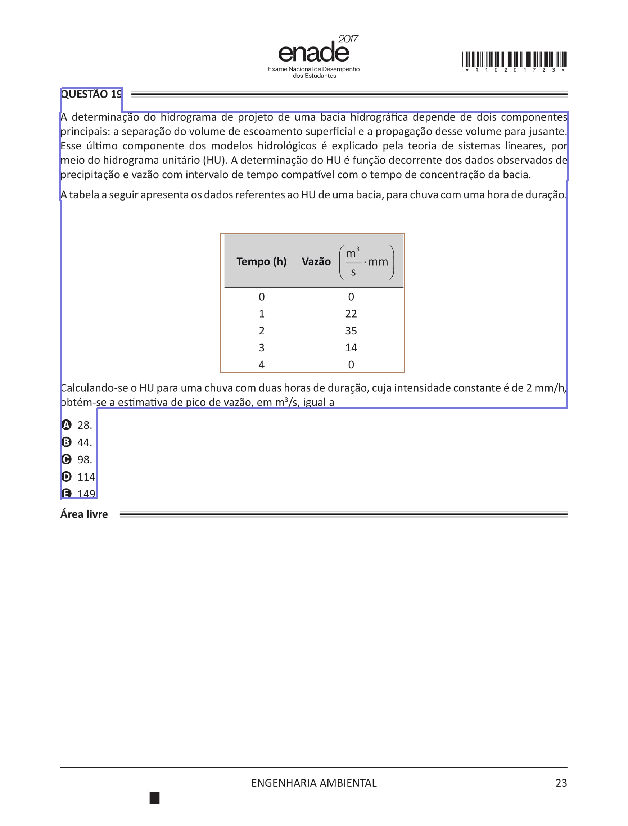 enade 2017
Exame Nacional de Desempenho
dos Estudantes
*R1920172 3*
QUESTÃO 19
A determinação do hidrograma de projeto de uma bacia hidrográfica depende de dois componentes
principais: a separação do volume de escoamento superficial e a propagação desse volume para jusante.
Esse último componente dos modelos hidrológicos é explicado pela teoria de sistemas lineares, por
meio do hidrograma unitário (HU). A determinação do HU é função decorrente dos dados observados de
precipitação e vazão com intervalo de tempo compatível com o tempo de concentração da bacia.
A tabela a seguir apresenta os dados referentes ao HU de uma bacia, para chuva com uma hora de duração.
Tempo (h) Vazão (m³/s · mm)
0 0
1 22
2 35
3 14
4 0
Calculando-se o HU para uma chuva com duas horas de duração, cuja intensidade constante é de 2 mm/h,
obtém-se a estimativa de pico de vazão, em m³/s, igual a
A 28.
B 44.
C 98.
D 114
E 149
Área livre
ENGENHARIA AMBIENTAL 23